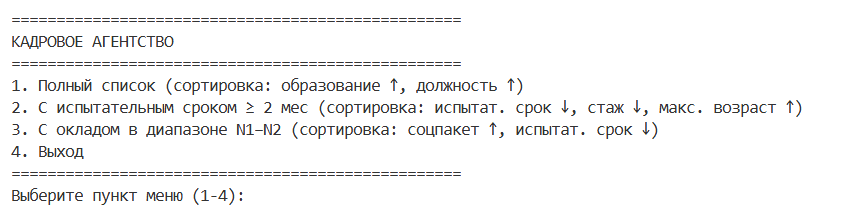 ==================================================
КАДРОВОЕ АГЕНТСТВО
==================================================
1. Полный список (сортировка: образование ↑, должность ↑)
2. С испытательным сроком ≥ 2 мес (сортировка: испытат. срок ↓, стаж ↓, макс. возраст ↑)
3. С окладом в диапазоне N1–N2 (сортировка: соцпакет ↑, испытат. срок ↓)
4. Выход
==================================================
Выберите пункт меню (1-4):